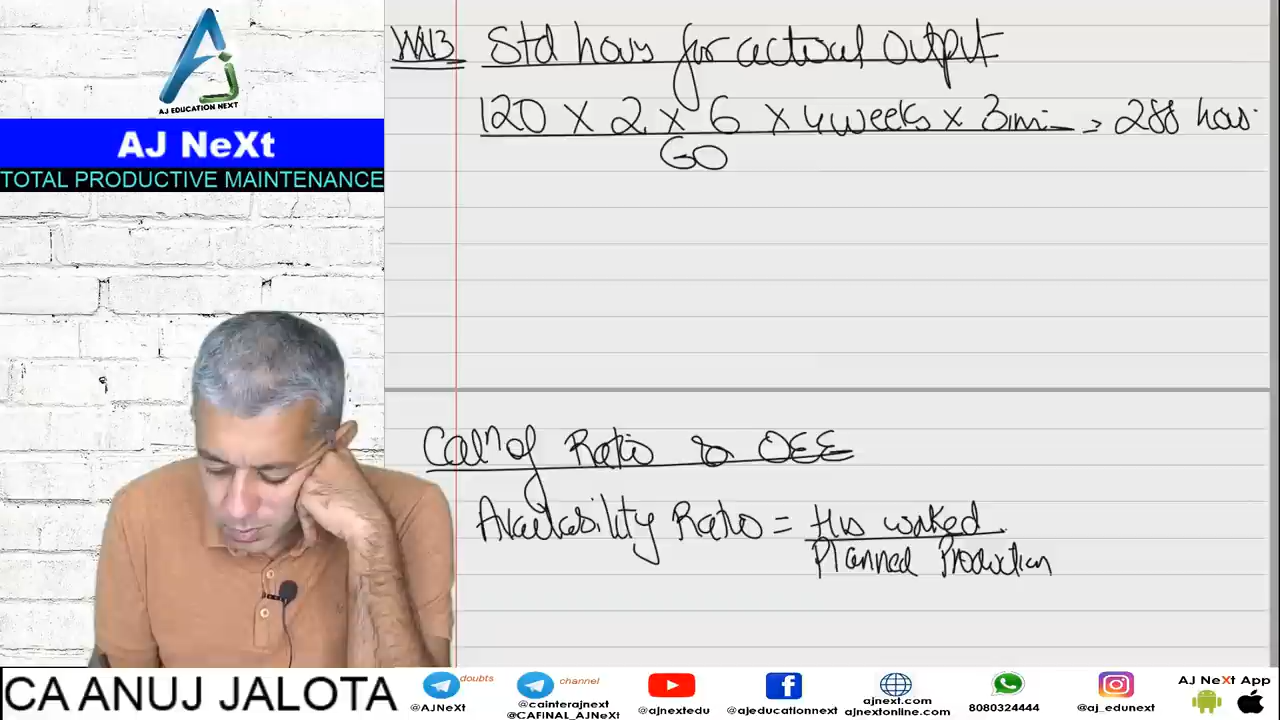 AJ EDUCATION NEXT
AJ NeXt
TOTAL PRODUCTIVE MAINTENANCE
WN3 Std hours for actual output
120 X 2 X 6 X 4 weeks x 3 min = 288 hours
60
Calⁿ of Ratio & OEE
Availability Ratio = Hrs worked
Planned Production
CA ANUJ JALOTA
doubts
@AJNeXt
channel
@cainterajnext
@CAFINAL_AJNeXt
@ajnextedu
@ajeducationnext
ajnext.com
ajnextonline.com
8080324444
@aj_edunext
AJ NeXt App